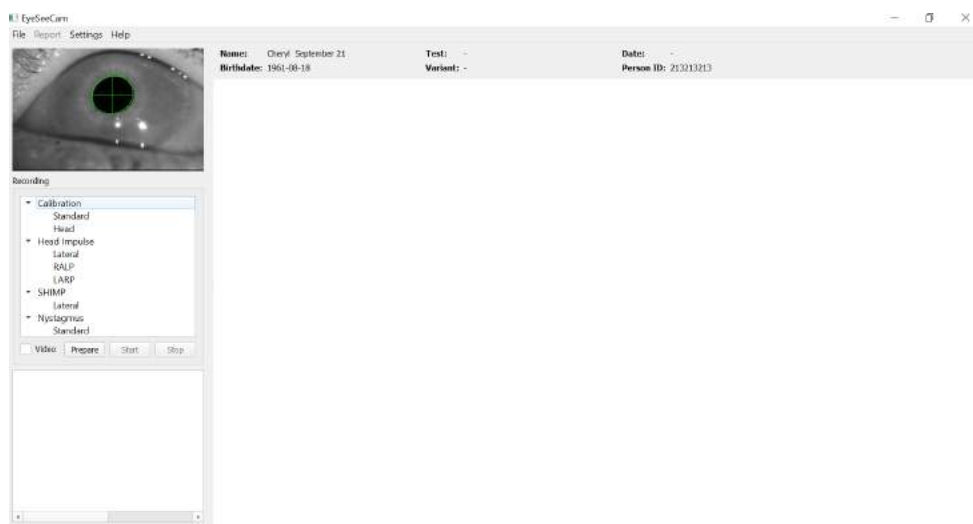 EyeSeeCam
File Report Settings Help
Name: Cheryl September 21 Test: - Date: -
Birthdate: 1961-08-18 Variant: - Person ID: 213213213
Recording
Calibration
Standard
Head
Head Impulse
Lateral
RALP
LARP
SHIMP
Lateral
Nystagmus
Standard
Video Prepare Start Stop